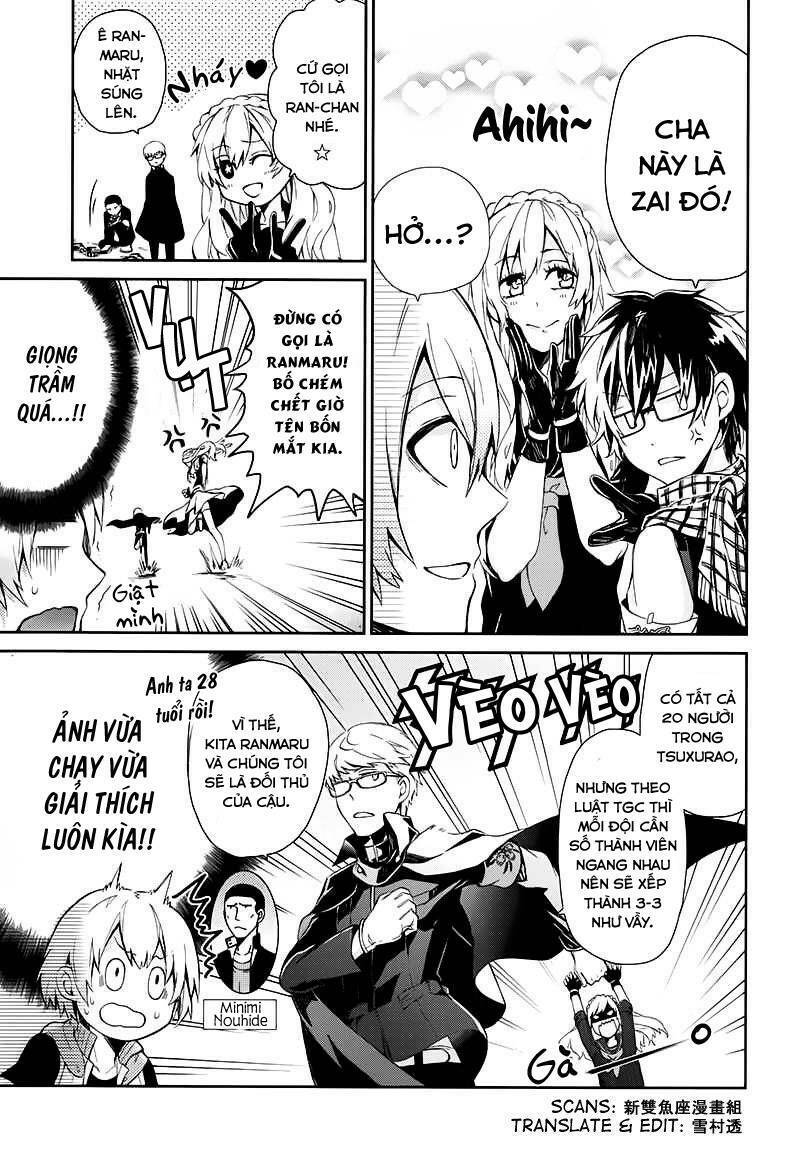 CHA
NÀY LÀ
ZAI ĐÓ!
Ahihi~
HỞ...?
CỨ GỌI
TÔI LÀ
RAN-CHAN
NHÉ.
☆
Nháy♥
Ê RAN-
MARU,
NHẶT
SÚNG
LÊN.
ĐỪNG CÓ
GỌI LÀ
RANMARU!
BỐ CHÉM
CHẾT GIỜ
TÊN BỐN
MẮT KIA.
VỤT
Giật
mình
GIỌNG
TRẦM
QUÁ...!!
CÓ TẤT CẢ
20 NGƯỜI
TRONG
TSUXURAO,
NHƯNG THEO
LUẬT TGC THÌ
MỖI ĐỘI CẦN
SỐ THÀNH VIÊN
NGANG NHAU
NÊN SẼ XẾP
THÀNH 3-3
NHƯ VẦY.
VÈO VÈO
VÌ THẾ,
KITA RANMARU
VÀ CHÚNG TÔI
SẼ LÀ ĐỐI THỦ
CỦA CẬU.
Anh ta 28
tuổi rồi!
ẢNH VỪA
CHẠY VỪA
GIẢI THÍCH
LUÔN KÌA!!
Minimi
Nouhide
Gà o
SCANS: 新雙魚座漫畫組
TRANSLATE & EDIT: 雪村透